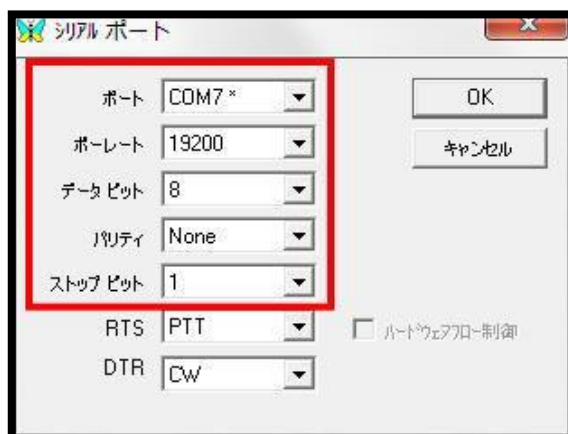 シリアル ポート
ポート COM7 * OK
ボーレート 19200 キャンセル
データ ビット 8
パリティ None
ストップ ビット 1
RTS PTT ハードウェアフロー制御
DTR CW